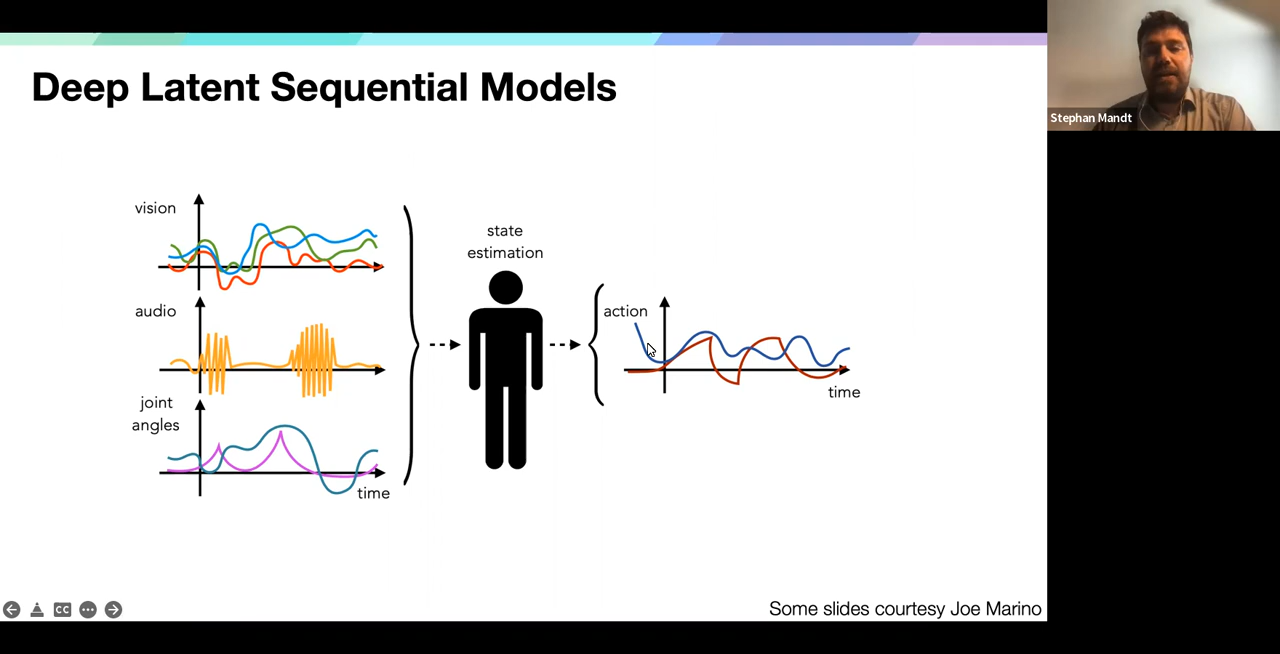 Deep Latent Sequential Models
Stephan Mandt
vision
audio
joint
angles
time
state
estimation
action
time
CC
Some slides courtesy Joe Marino